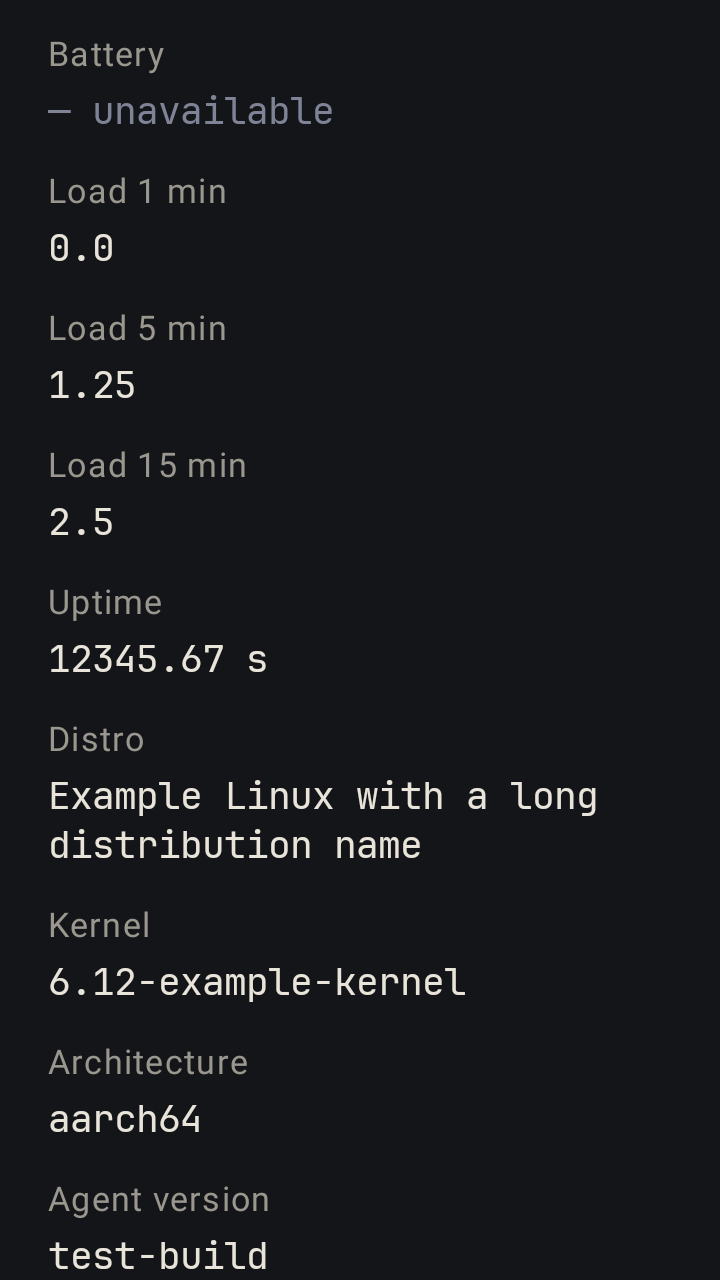 Battery
— unavailable
Load 1 min
0.0
Load 5 min
1.25
Load 15 min
2.5
Uptime
12345.67 s
Distro
Example Linux with a long
distribution name
Kernel
6.12-example-kernel
Architecture
aarch64
Agent version
test-build